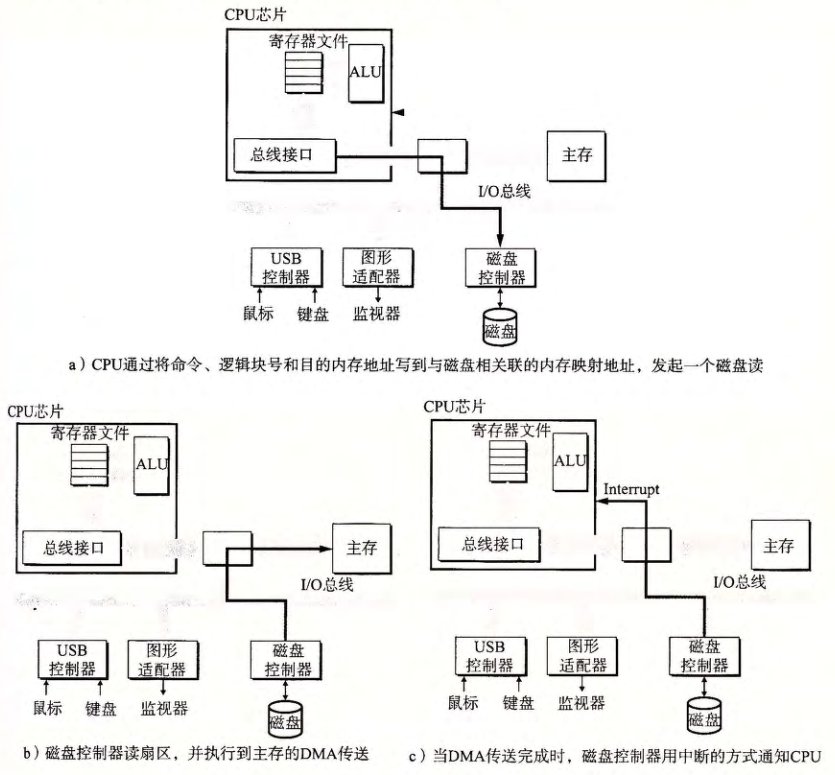 CPU芯片
寄存器文件
ALU
总线接口
主存
I/O总线
USB
控制器
图形
适配器
磁盘
控制器
鼠标
键盘
监视器
磁盘
a）CPU通过将命令、逻辑块号和目的内存地址写到与磁盘相关联的内存映射地址，发起一个磁盘读
CPU芯片
寄存器文件
ALU
总线接口
主存
I/O总线
USB
控制器
图形
适配器
磁盘
控制器
鼠标
键盘
监视器
磁盘
b）磁盘控制器读扇区，并执行到主存的DMA传送
CPU芯片
寄存器文件
ALU
Interrupt
总线接口
主存
I/O总线
USB
控制器
图形
适配器
磁盘
控制器
鼠标
键盘
监视器
磁盘
c）当DMA传送完成时，磁盘控制器用中断的方式通知CPU